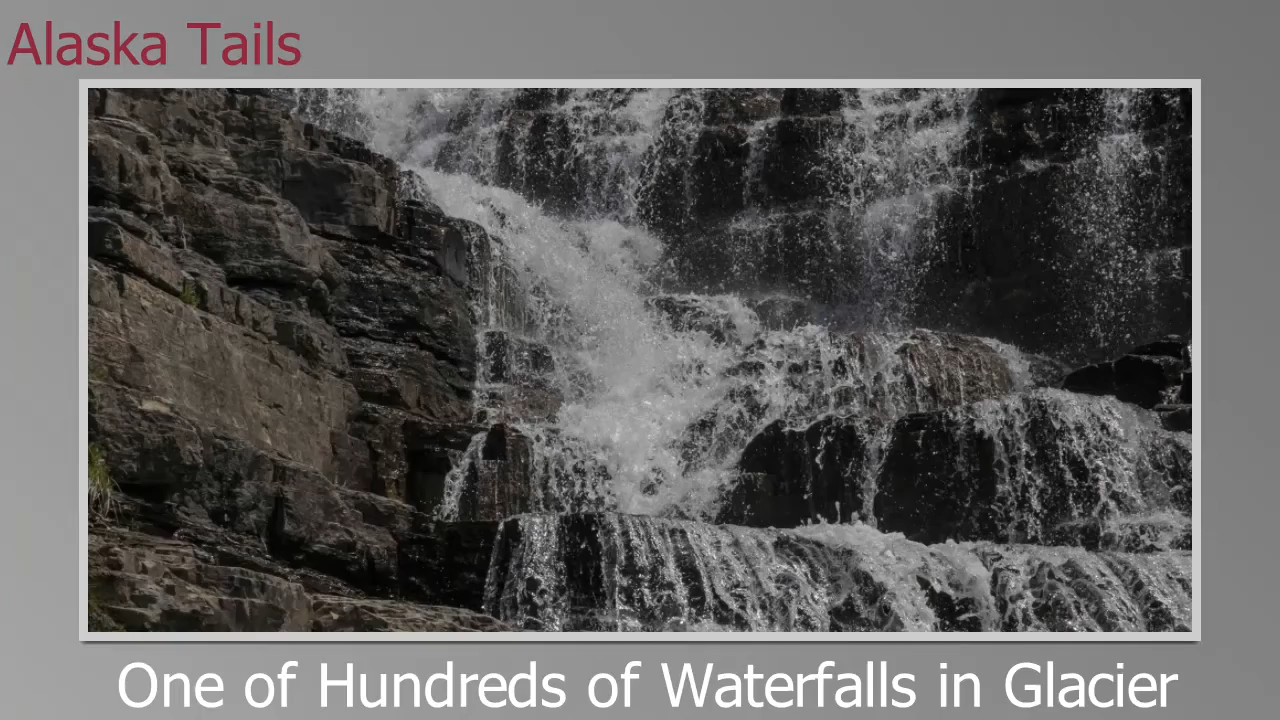 Alaska Tails
One of Hundreds of Waterfalls in Glacier